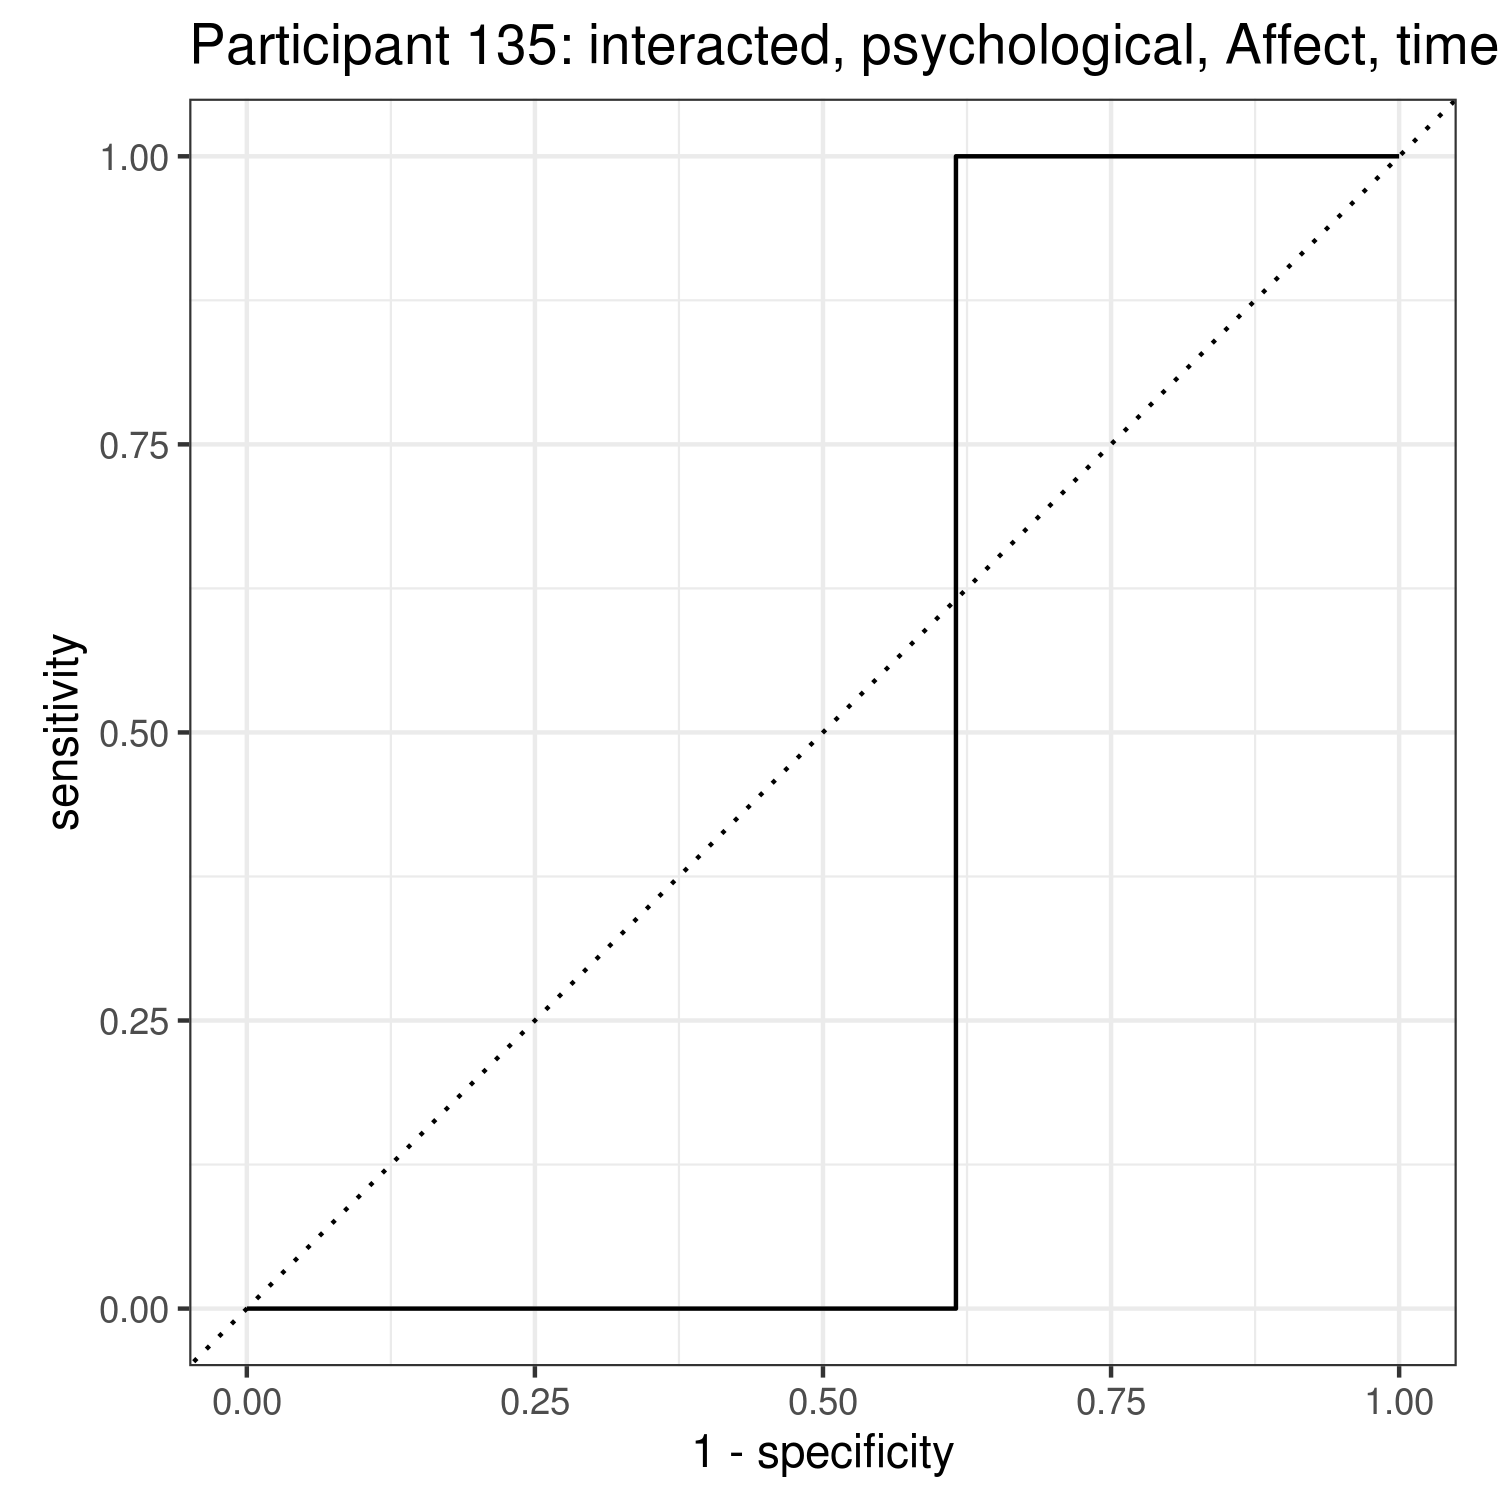 Participant 135: interacted, psychological, Affect, time
1.00
0.75
0.50
0.25
0.00
sensitivity
0.00 0.25 0.50 0.75 1.00
1 - specificity